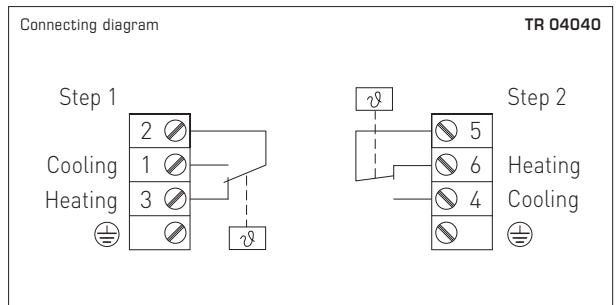 Connecting diagram TR 04040
Step 1
2
Cooling 1
Heating 3
ϑ
ϑ
Step 2
5
6 Heating
4 Cooling